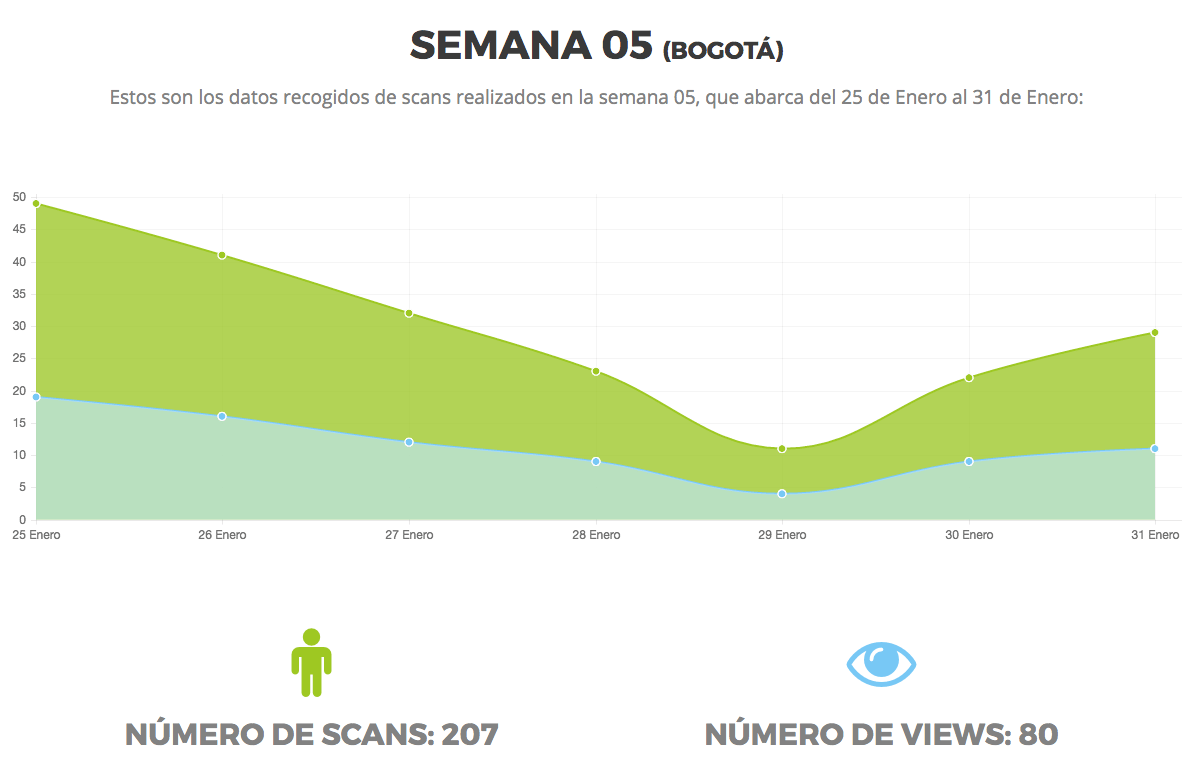 SEMANA 05 (BOGOTÁ)
Estos son los datos recogidos de scans realizados en la semana 05, que abarca del 25 de Enero al 31 de Enero:
50
45
40
35
30
25
20
15
10
5
0
25 Enero 26 Enero 27 Enero 28 Enero 29 Enero 30 Enero 31 Enero
NÚMERO DE SCANS: 207 NÚMERO DE VIEWS: 80